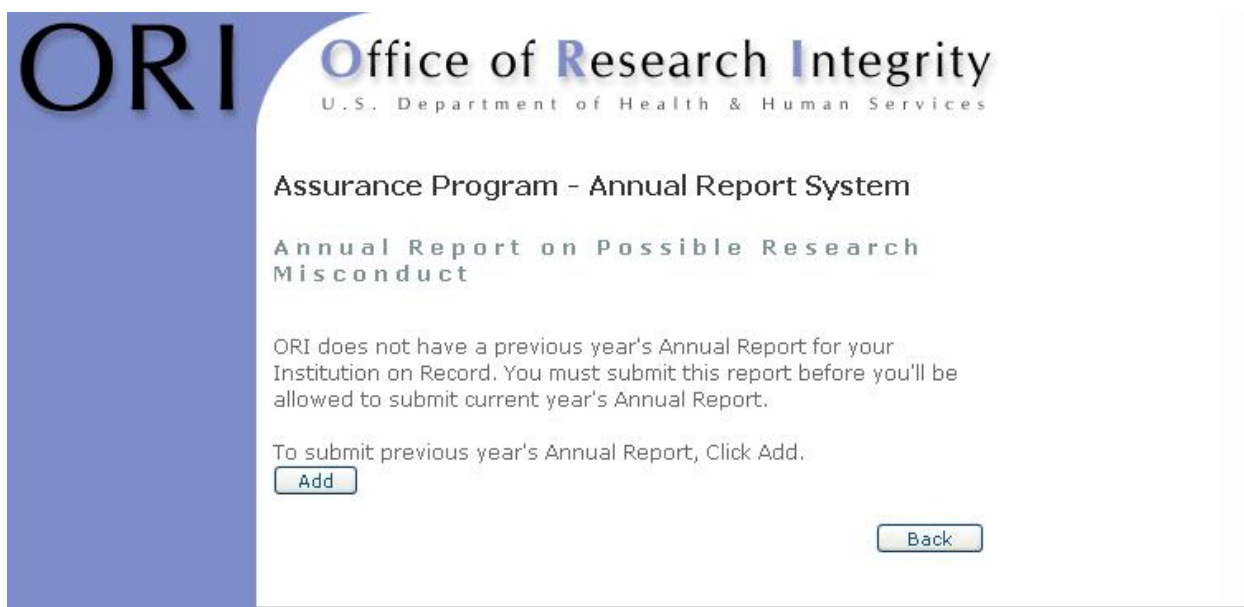 ORI
Office of Research Integrity
U.S. Department of Health & Human Services
Assurance Program - Annual Report System
Annual Report on Possible Research
Misconduct
ORI does not have a previous year's Annual Report for your
Institution on Record. You must submit this report before you'll be
allowed to submit current year's Annual Report.
To submit previous year's Annual Report, Click Add.
Add
Back